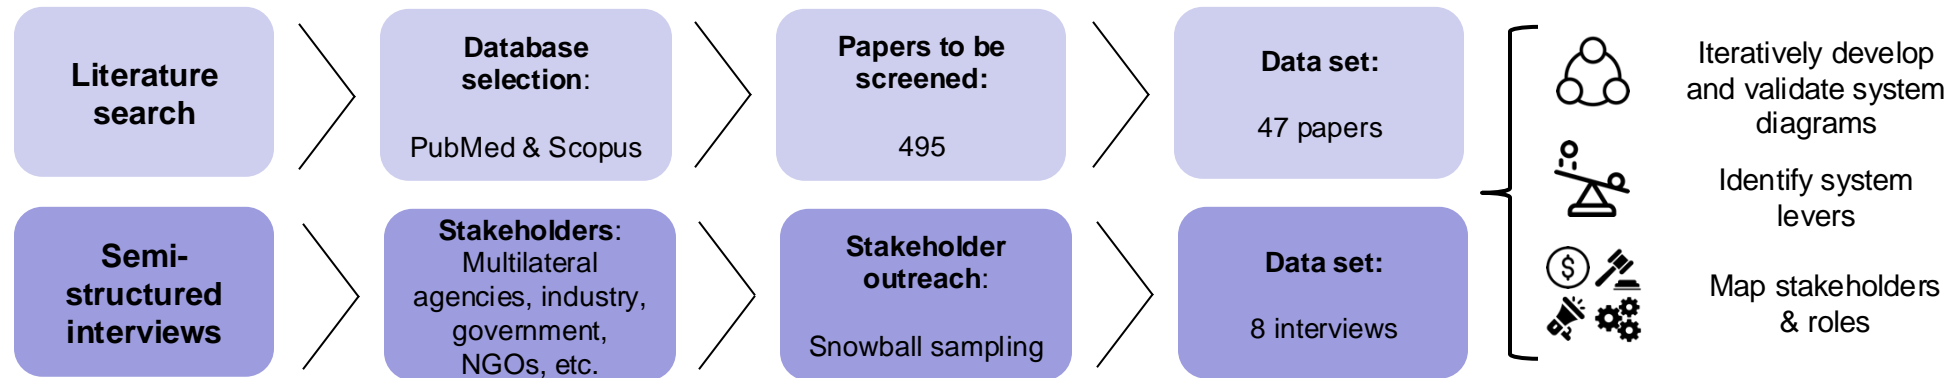 Literature
search
Database
selection:
PubMed & Scopus
Papers to be
screened:
495
Data set:
47 papers
Semi-
structured
interviews
Stakeholders:
Multilateral
agencies, industry,
government,
NGOs, etc.
Stakeholder
outreach:
Snowball sampling
Data set:
8 interviews
Iteratively develop
and validate system
diagrams
Identify system
levers
$
Map stakeholders
& roles